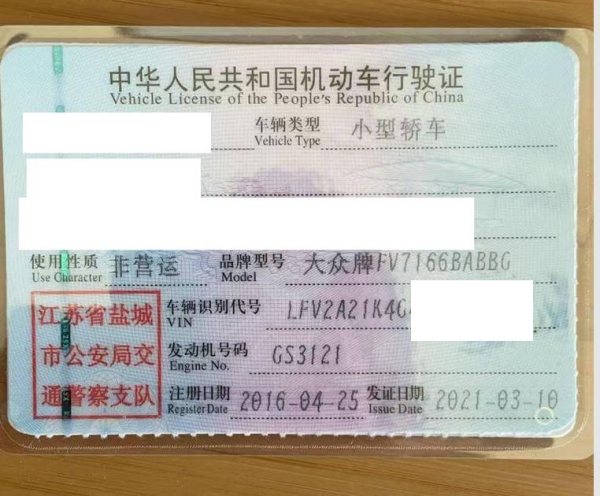 中华人民共和国机动车行驶证
Vehicle License of the People's Republic of China
车辆类型 小型轿车
Vehicle Type
使用性质 非营运 品牌型号 大众牌FV7166BABBG
Use Character Model
江苏省盐城
市公安局交
通警察支队
车辆识别代号 LFV2A21K4G
VIN
发动机号码 GS3121
Engine No.
注册日期 2016-04-25 发证日期 2021-03-10
Register Date Issue Date